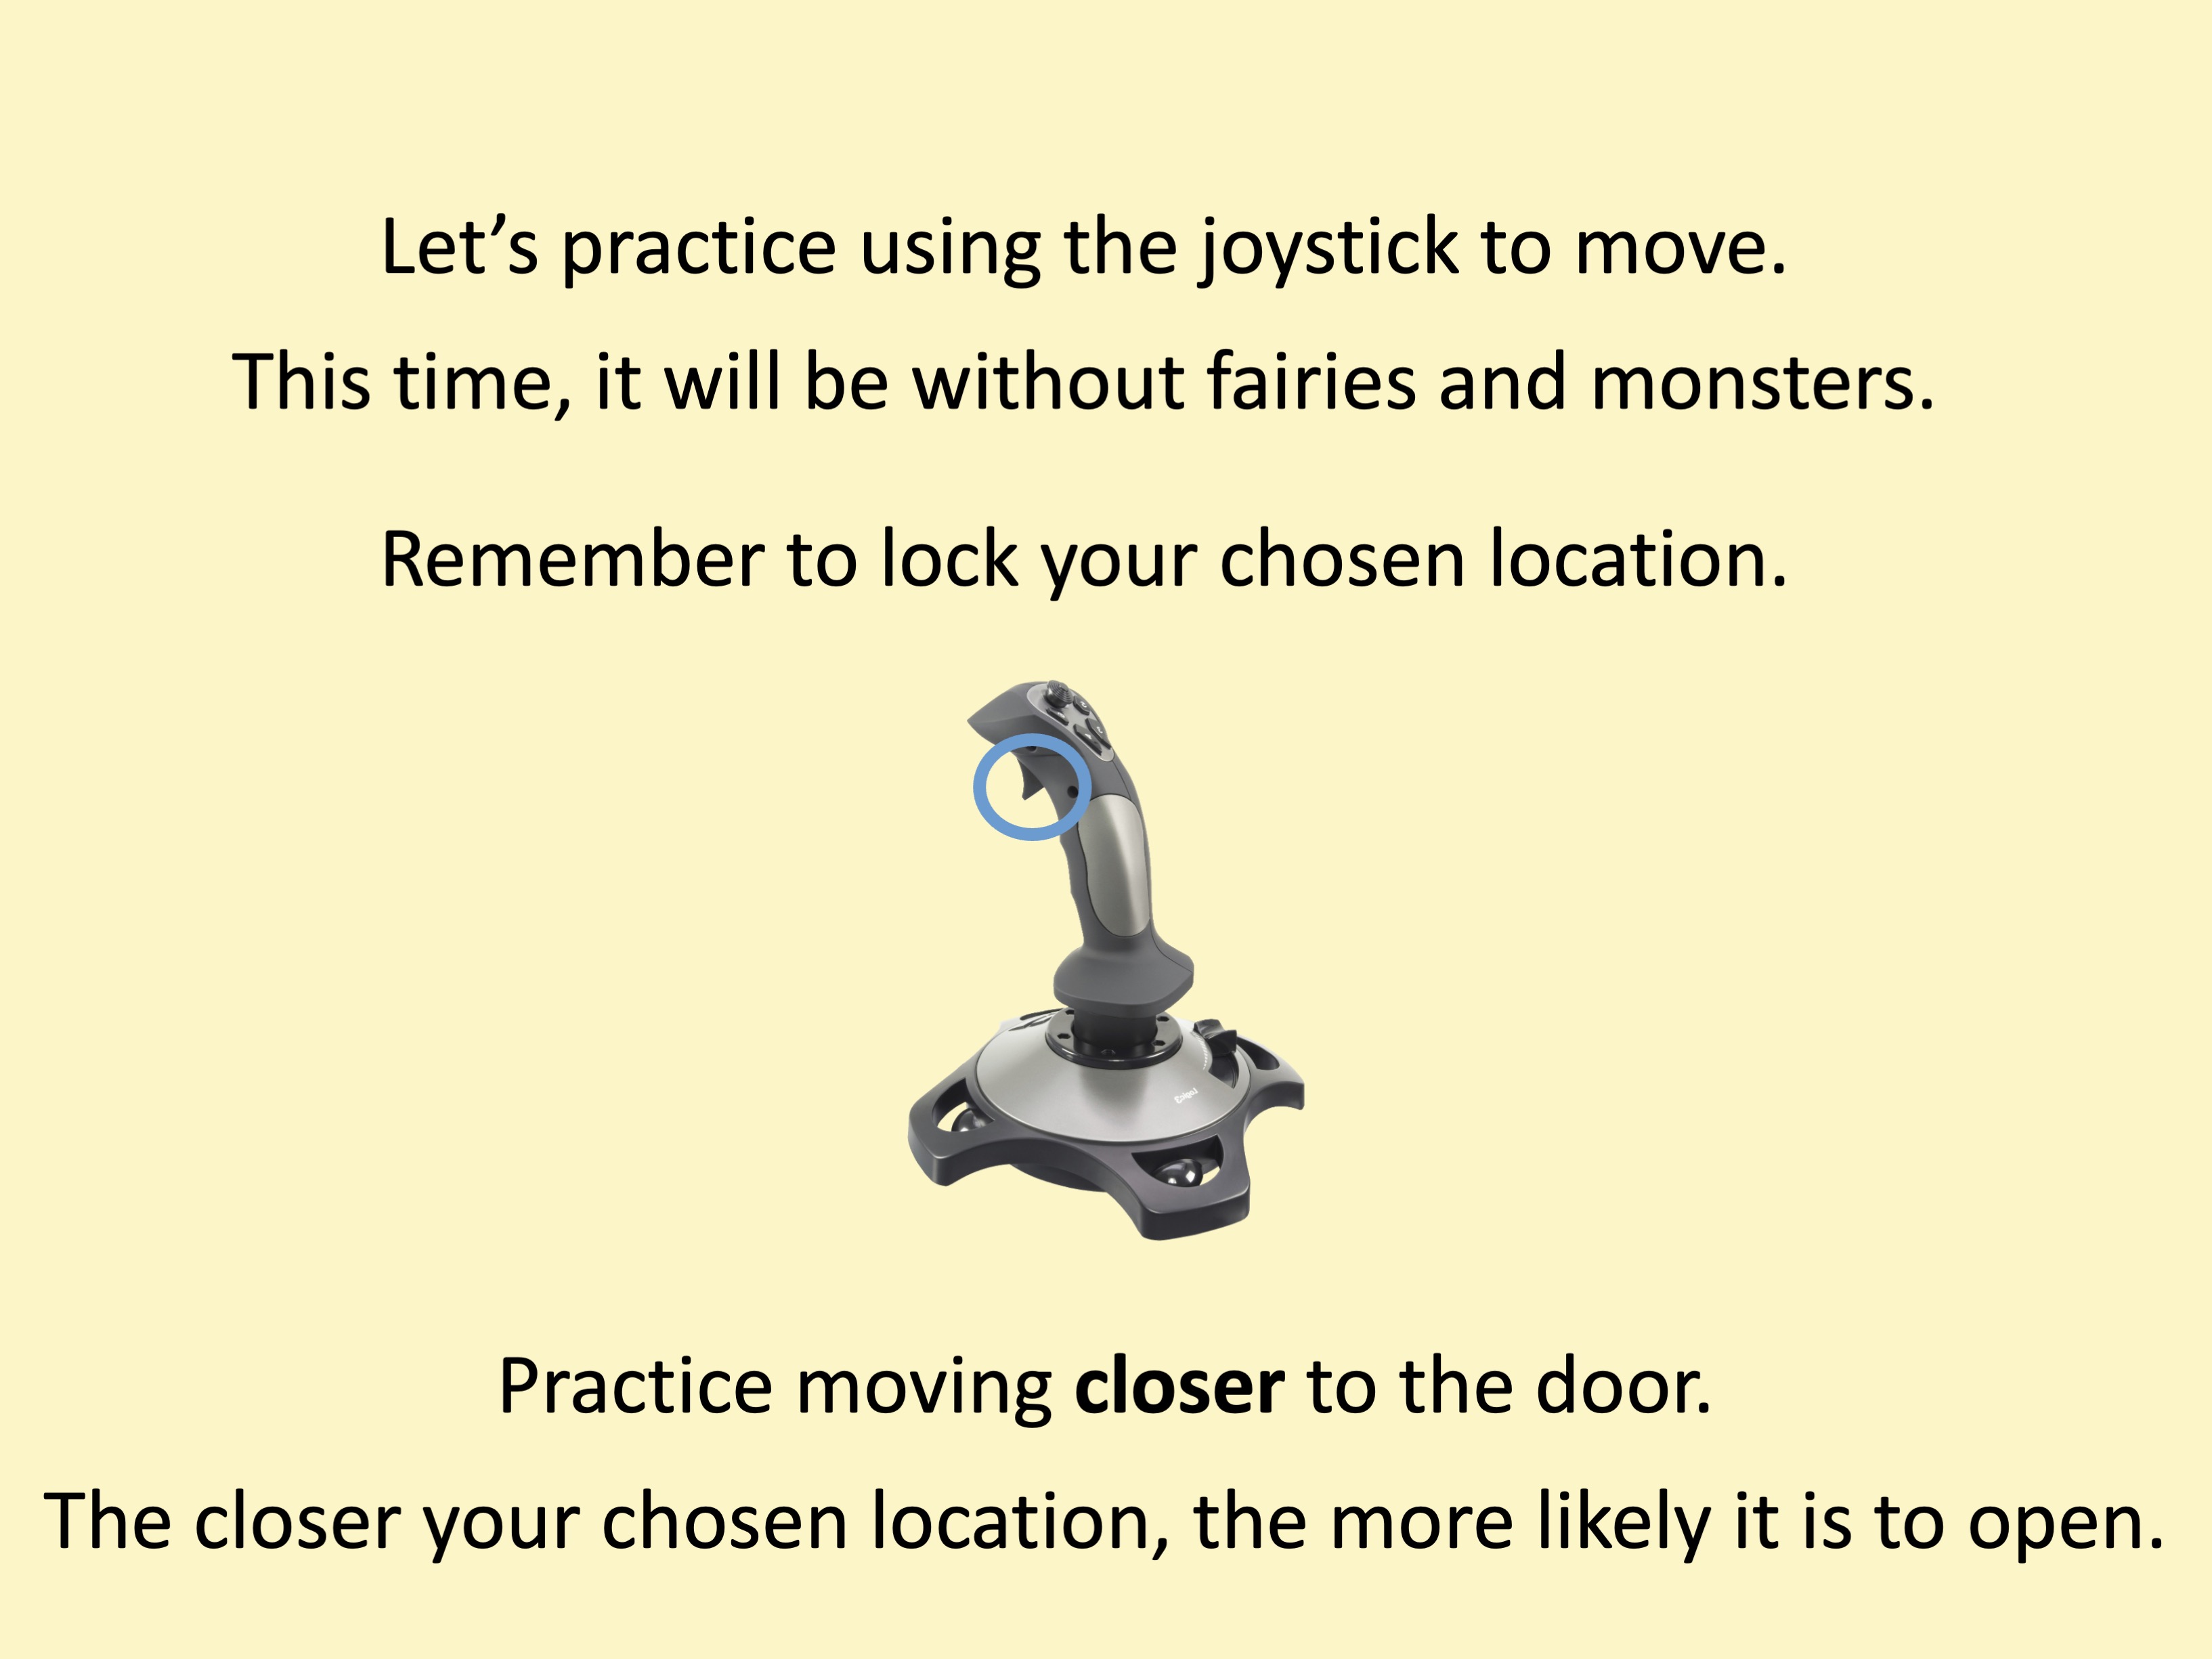 Let’s practice using the joystick to move.
This time, it will be without fairies and monsters.
Remember to lock your chosen location.
Practice moving closer to the door.
The closer your chosen location, the more likely it is to open.